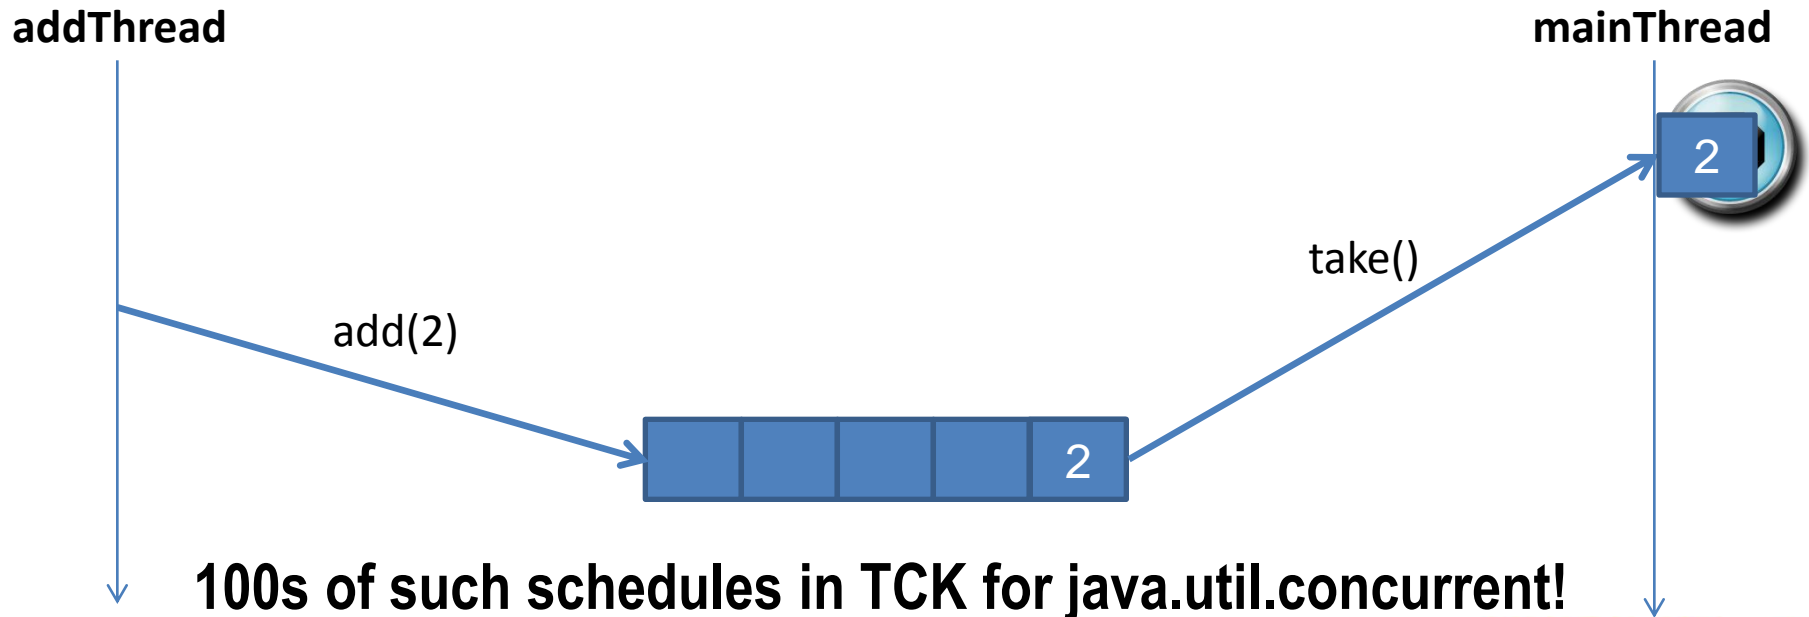 addThread
mainThread
2
take()
add(2)
2
100s of such schedules in TCK for java.util.concurrent!